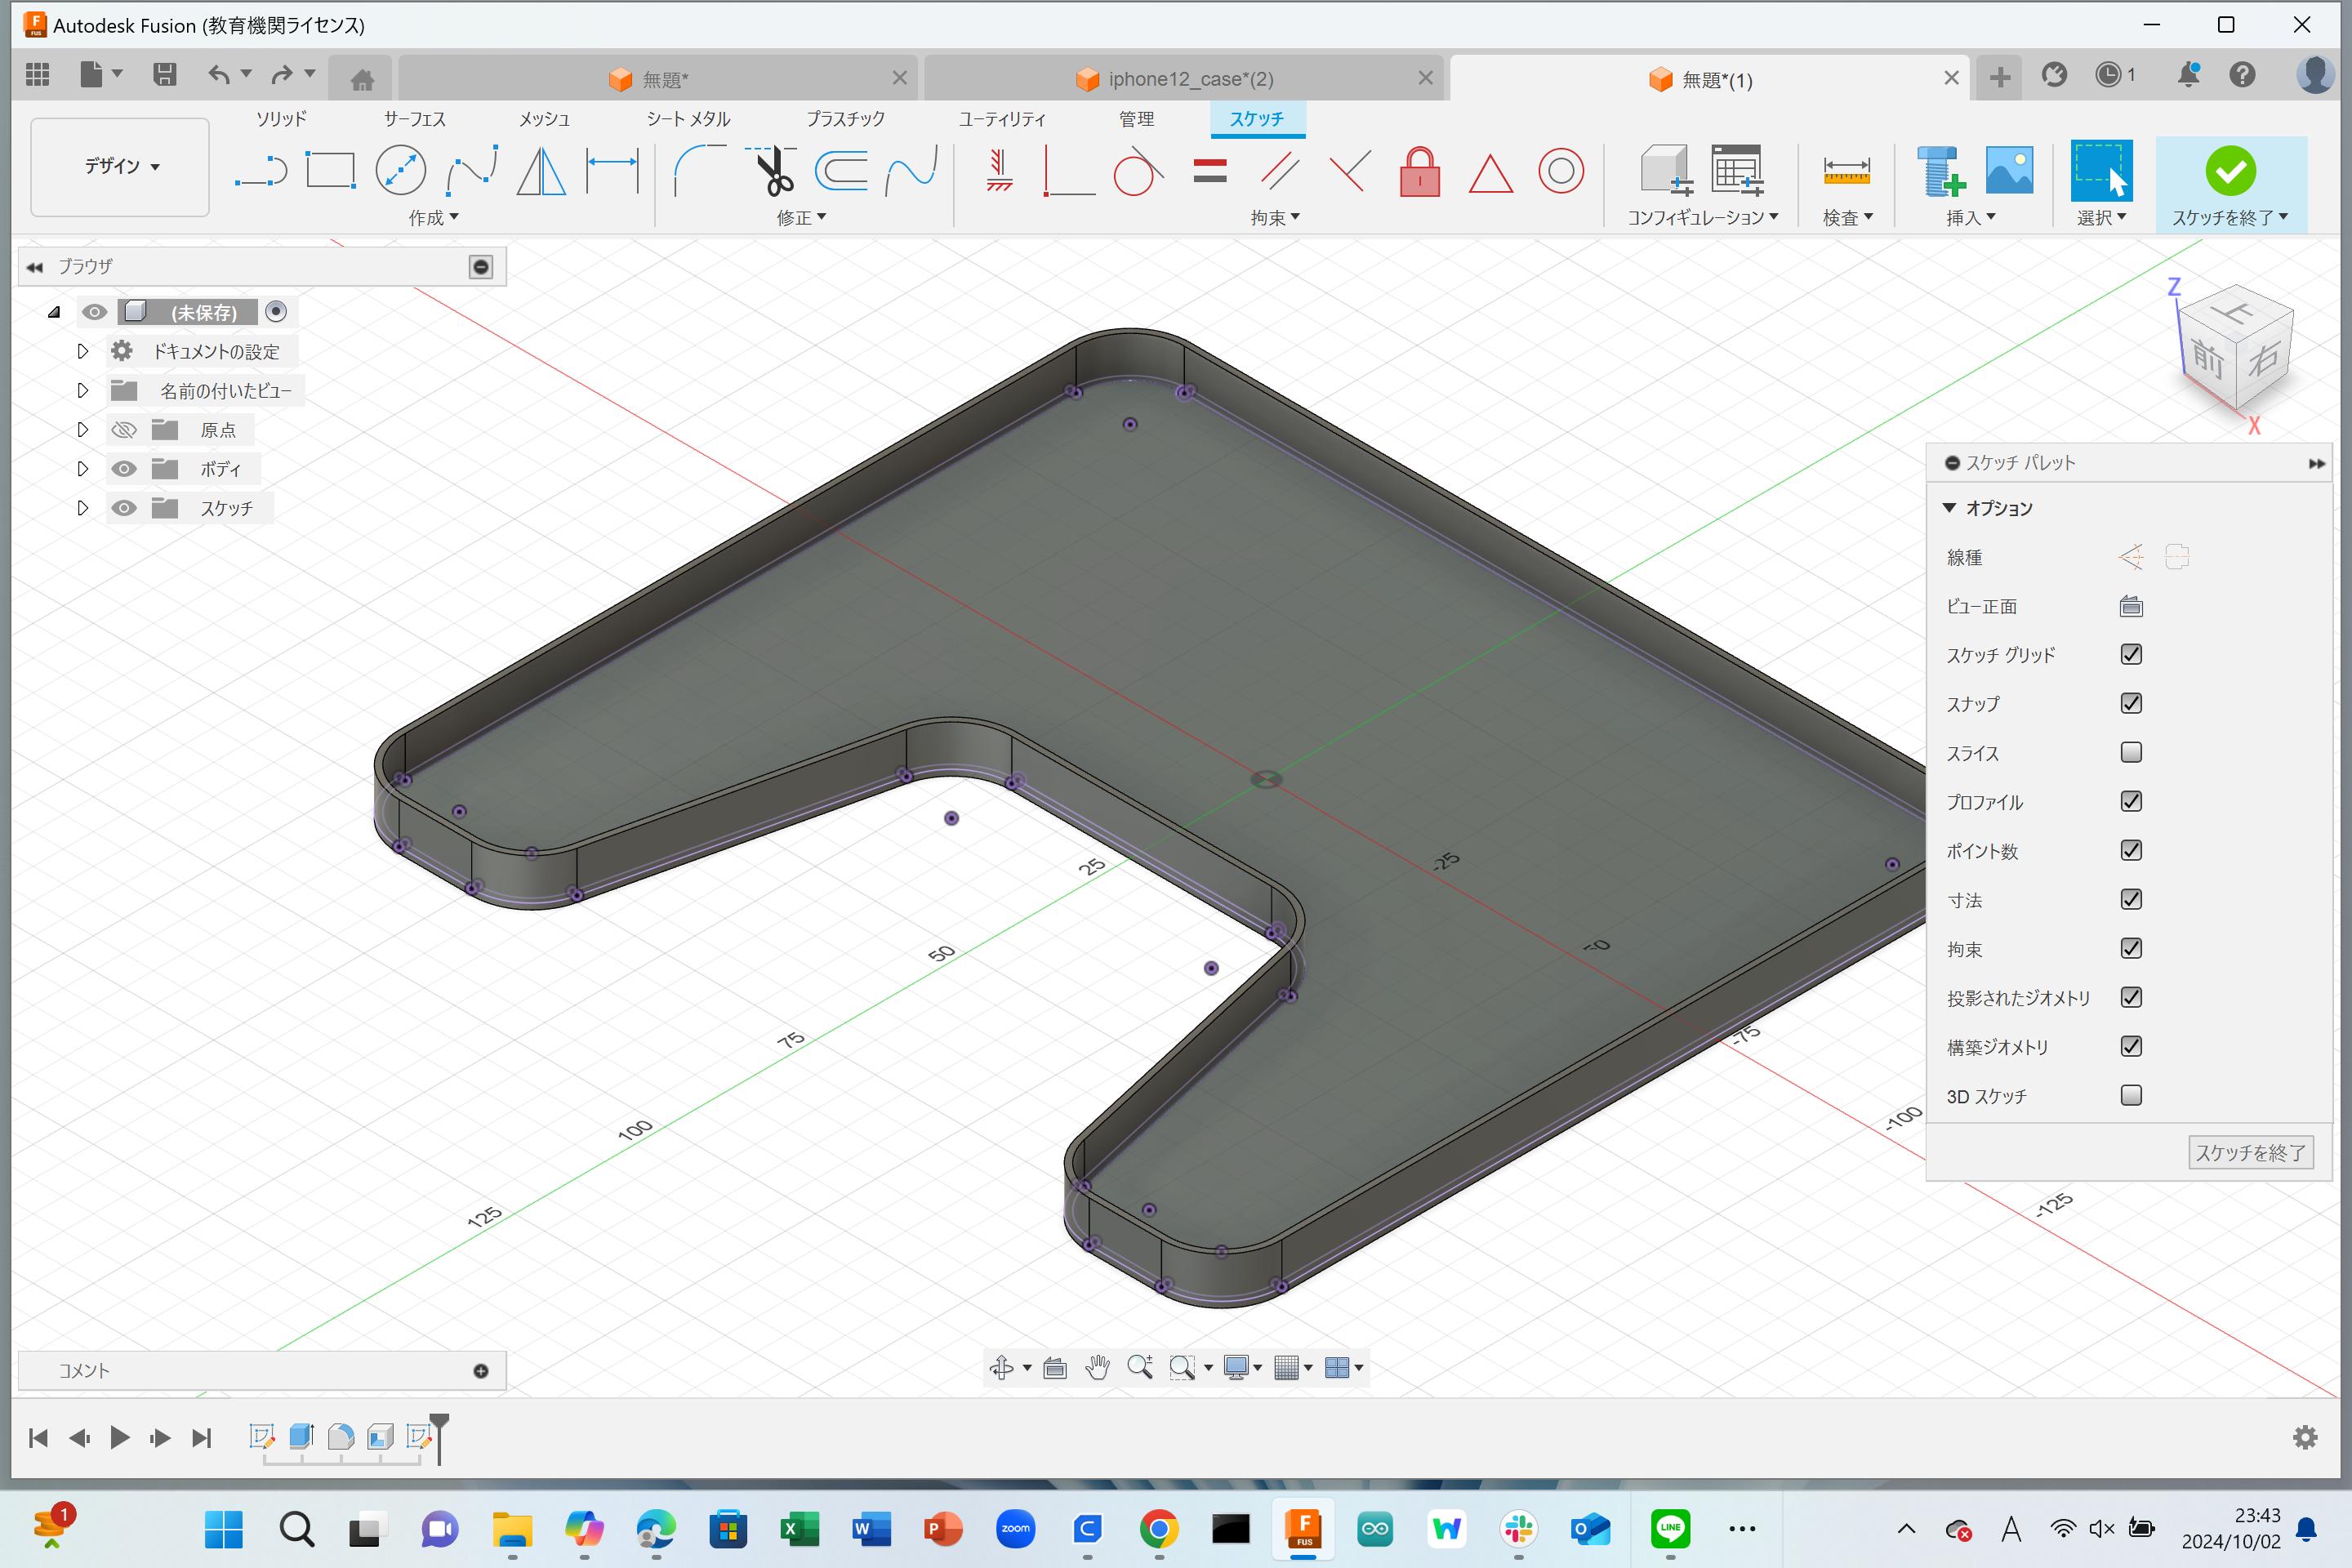 Autodesk Fusion (教育機関ライセンス)
無題*
iphone12_case*(2)
無題*(1)
1
ソリッド
サーフェス
メッシュ
シート メタル
プラスチック
ユーティリティ
管理
スケッチ
デザイン
作成
修正
拘束
コンフィギュレーション
検査
挿入
選択
スケッチを終了
ブラウザ
(未保存)
ドキュメントの設定
名前の付いたビュー
原点
ボディ
スケッチ
Z
上
前
右
X
スケッチ パレット
オプション
線種
ビュー正面
スケッチ グリッド
スナップ
スライス
プロファイル
ポイント数
寸法
拘束
投影されたジオメトリ
構築ジオメトリ
3D スケッチ
スケッチを終了
25
50
75
100
125
-25
-75
-100
-125
コメント
1
zoom
F
FUS
LINE
A
23:43
2024/10/02